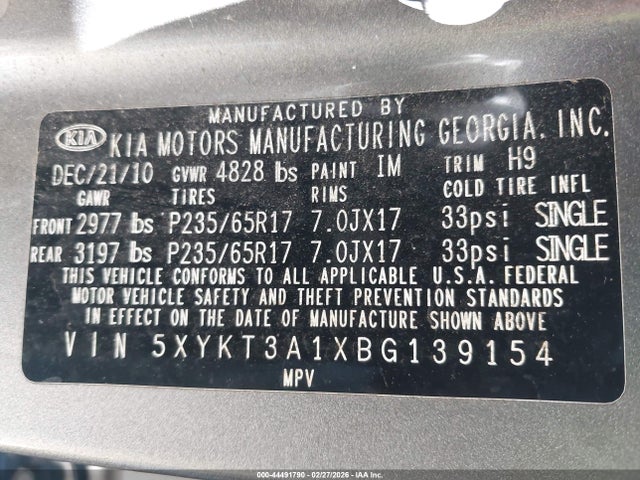 MANUFACTURED BY
KIA KIA MOTORS MANUFACTURING GEORGIA, INC.
DEC/21/10 GVWR 4828 lbs PAINT IM TRIM H9
GAWR TIRES RIMS COLD TIRE INFL
FRONT 2977 lbs P235/65R17 7.0JX17 33psi SINGLE
REAR 3197 lbs P235/65R17 7.0JX17 33psi SINGLE
THIS VEHICLE CONFORMS TO ALL APPLICABLE U.S.A. FEDERAL
MOTOR VEHICLE SAFETY AND THEFT PREVENTION STANDARDS
IN EFFECT ON THE DATE OF MANUFACTURE SHOWN ABOVE
VIN 5XYKT3A1XBG139154
MPV
000-44491790 - 02/27/2026 - IAA Inc.